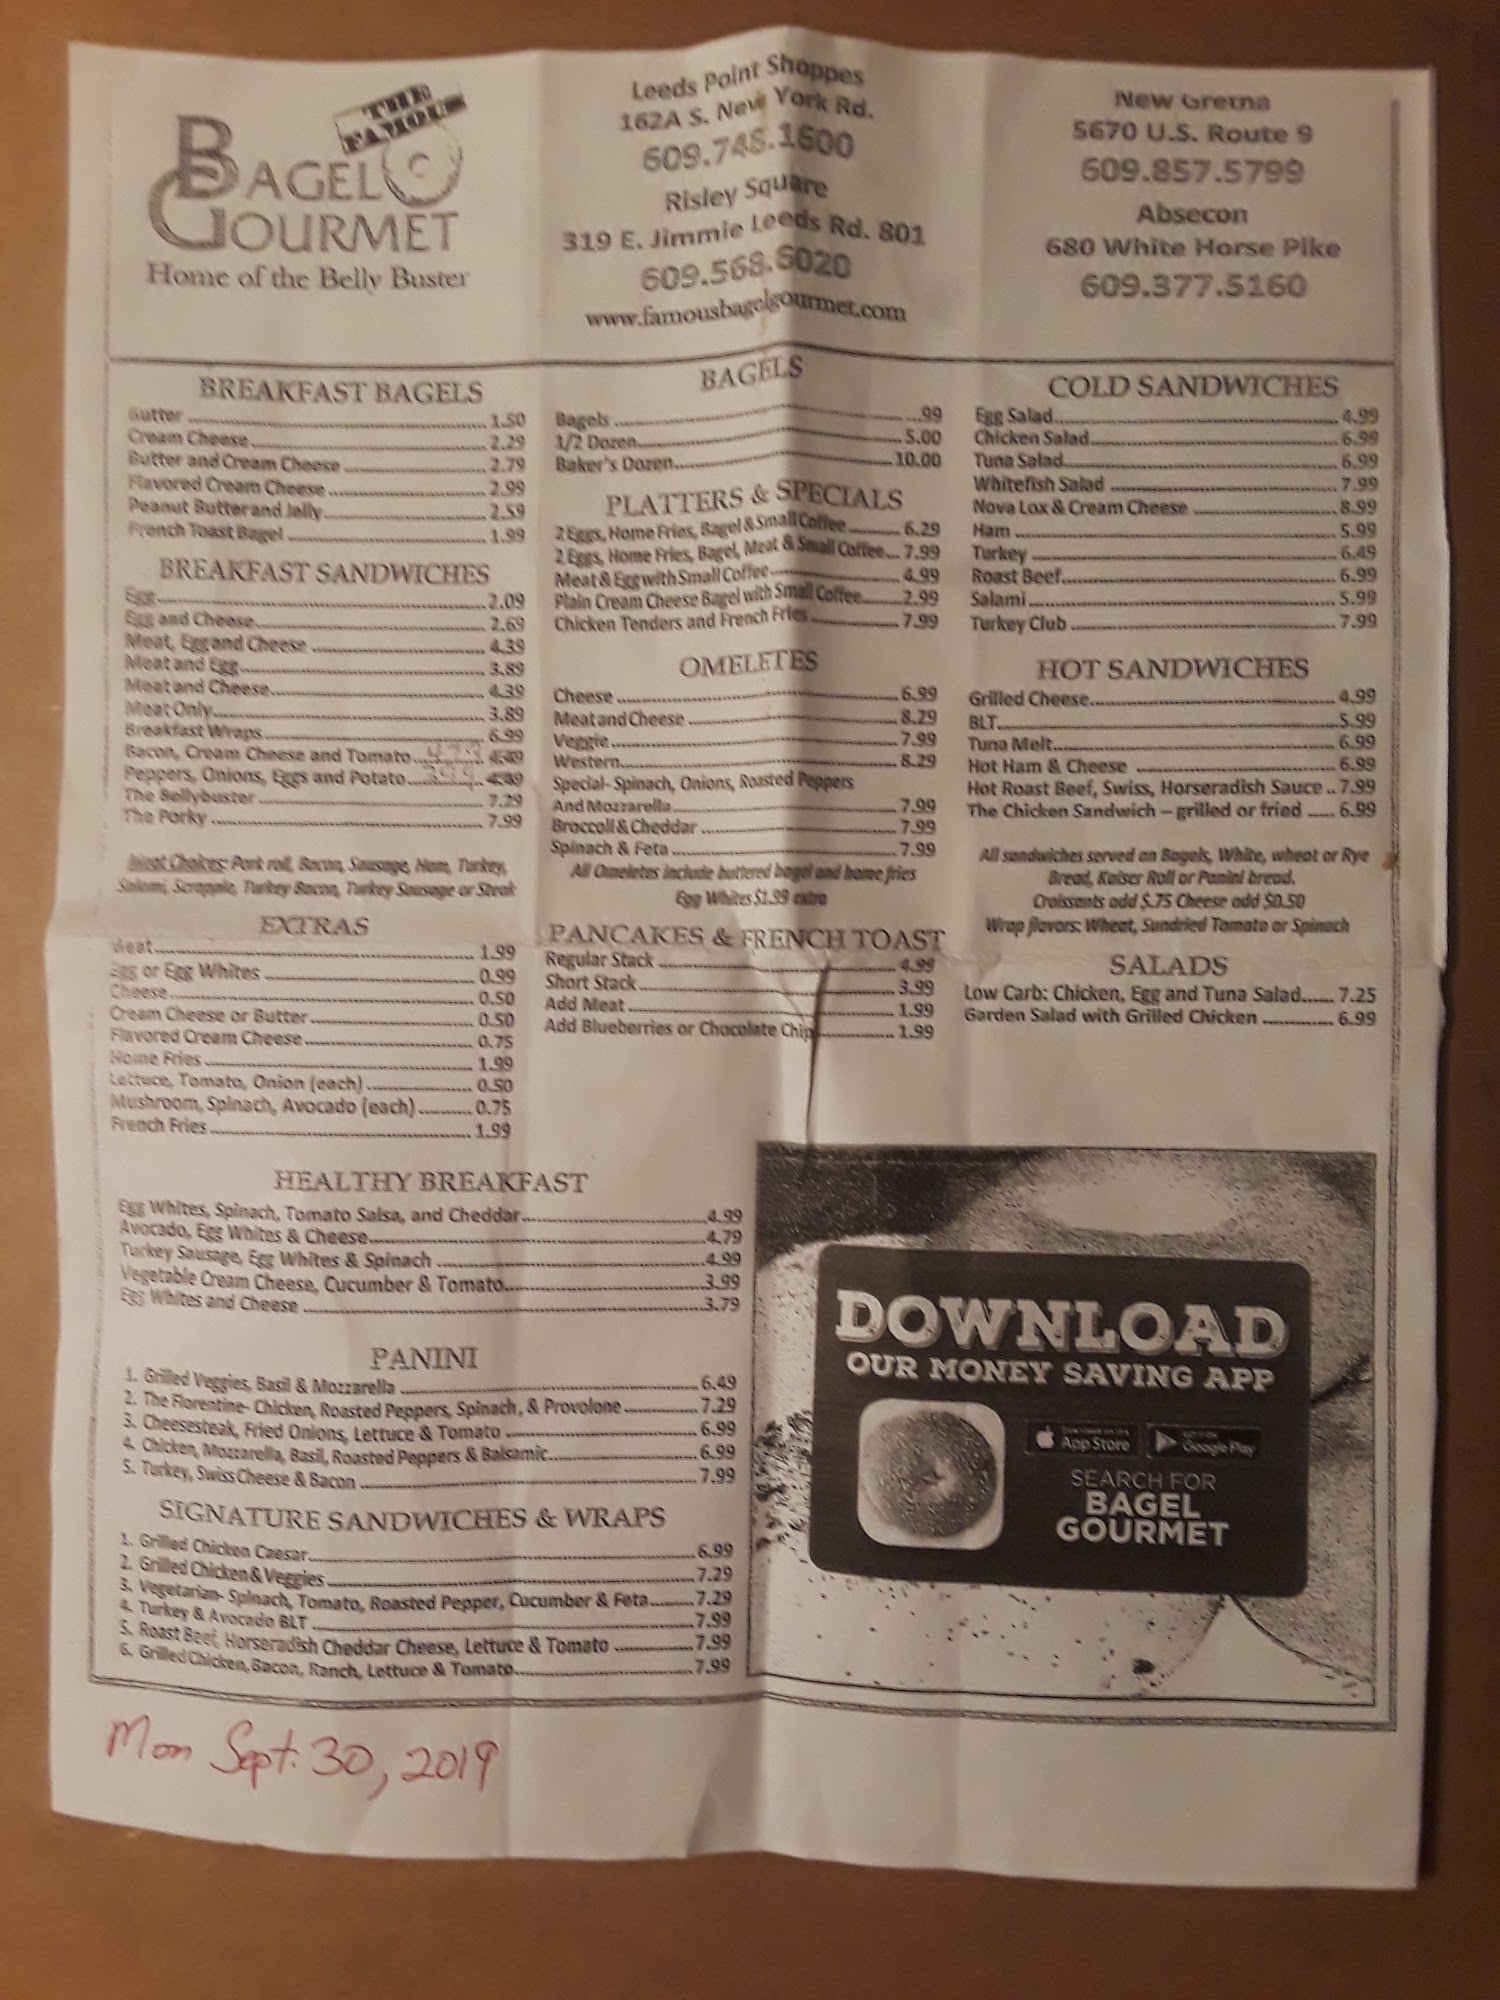 THE FAMOUS
BAGEL
GOURMET
Home of the Belly Buster
Leeds Point Shoppes
162A S. New York Rd.
609.748.1600
Risley Square
319 E. Jimmie Leeds Rd. 801
609.568.6020
www.famousbagelgourmet.com
New Gretna
5670 U.S. Route 9
609.857.5799
Absecon
680 White Horse Pike
609.377.5160
BREAKFAST BAGELS
Butter 1.50
Cream Cheese 2.29
Butter and Cream Cheese 2.79
Flavored Cream Cheese 2.99
Peanut Butter and Jelly 2.59
French Toast Bagel 1.99
BREAKFAST SANDWICHES
Egg 2.09
Egg and Cheese 2.69
Meat, Egg and Cheese 4.39
Meat and Egg 3.89
Meat and Cheese 4.39
Meat Only 3.89
Breakfast Wraps 6.99
Bacon, Cream Cheese and Tomato 4.49
Peppers, Onions, Eggs and Potato 4.49
The Bellybuster 7.29
The Porky 7.99
Meat Choices: Pork roll, Bacon, Sausage, Ham, Turkey,
Salami, Scrapple, Turkey Bacon, Turkey Sausage or Steak
EXTRAS
Meat 1.99
Egg or Egg Whites 0.99
Cheese 0.50
Cream Cheese or Butter 0.50
Flavored Cream Cheese 0.75
Home Fries 1.99
Lettuce, Tomato, Onion (each) 0.50
Mushroom, Spinach, Avocado (each) 0.75
French Fries 1.99
BAGELS
Bagels .99
1/2 Dozen 5.00
Baker's Dozen 10.00
PLATTERS & SPECIALS
2 Eggs, Home Fries, Bagel & Small Coffee 6.29
2 Eggs, Home Fries, Bagel, Meat & Small Coffee 7.99
Meat & Egg with Small Coffee 4.99
Plain Cream Cheese Bagel with Small Coffee 2.99
Chicken Tenders and French Fries 7.99
OMELETES
Cheese 6.99
Meat and Cheese 8.29
Veggie 7.99
Western 8.29
Special- Spinach, Onions, Roasted Peppers
And Mozzarella 7.99
Broccoli & Cheddar 7.99
Spinach & Feta 7.99
All Omeletes include buttered bagel and home fries
Egg Whites $1.99 extra
PANCAKES & FRENCH TOAST
Regular Stack 4.99
Short Stack 3.99
Add Meat 1.99
Add Blueberries or Chocolate Chip 1.99
COLD SANDWICHES
Egg Salad 4.99
Chicken Salad 6.99
Tuna Salad 6.99
Whitefish Salad 7.99
Nova Lox & Cream Cheese 8.99
Ham 5.99
Turkey 6.49
Roast Beef 6.99
Salami 5.99
Turkey Club 7.99
HOT SANDWICHES
Grilled Cheese 4.99
BLT 5.99
Tuna Melt 6.99
Hot Ham & Cheese 6.99
Hot Roast Beef, Swiss, Horseradish Sauce 7.99
The Chicken Sandwich – grilled or fried 6.99
All sandwiches served on Bagels, White, wheat or Rye
Bread, Kaiser Roll or Panini bread.
Croissants add $.75 Cheese add $0.50
Wrap flavors: Wheat, Sundried Tomato or Spinach
SALADS
Low Carb: Chicken, Egg and Tuna Salad 7.25
Garden Salad with Grilled Chicken 6.99
HEALTHY BREAKFAST
Egg Whites, Spinach, Tomato Salsa, and Cheddar 4.99
Avocado, Egg Whites & Cheese 4.79
Turkey Sausage, Egg Whites & Spinach 4.99
Vegetable Cream Cheese, Cucumber & Tomato 3.99
Egg Whites and Cheese 3.79
PANINI
1. Grilled Veggies, Basil & Mozzarella 6.49
2. The Florentine- Chicken, Roasted Peppers, Spinach, & Provolone 7.29
3. Cheesesteak, Fried Onions, Lettuce & Tomato 6.99
4. Chicken, Mozzarella, Basil, Roasted Peppers & Balsamic 6.99
5. Turkey, Swiss Cheese & Bacon 7.99
SIGNATURE SANDWICHES & WRAPS
1. Grilled Chicken Caesar 6.99
2. Grilled Chicken & Veggies 7.29
3. Vegetarian- Spinach, Tomato, Roasted Pepper, Cucumber & Feta 7.29
4. Turkey & Avocado BLT 7.99
5. Roast Beef, Horseradish Cheddar Cheese, Lettuce & Tomato 7.99
6. Grilled Chicken, Bacon, Ranch, Lettuce & Tomato 7.99
DOWNLOAD
OUR MONEY SAVING APP
App Store
Google Play
SEARCH FOR
BAGEL
GOURMET
Mon Sept. 30, 2019